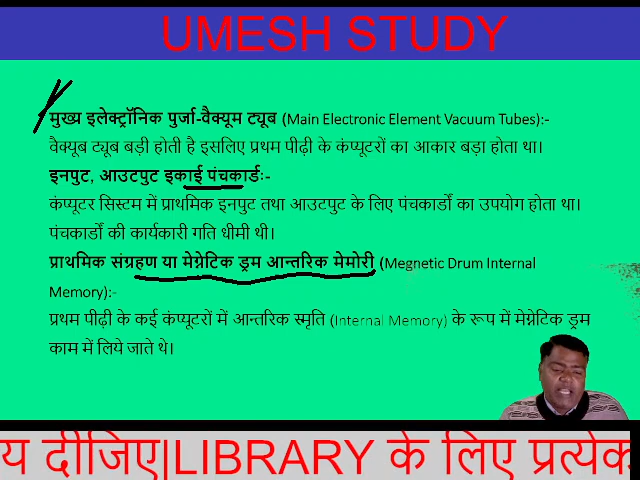 UMESH STUDY
मुख्य इलेक्ट्रॉनिक पुर्जा-वैक्यूम ट्यूब (Main Electronic Element Vacuum Tubes):-
वैक्यूब ट्यूब बड़ी होती है इसलिए प्रथम पीढ़ी के कंप्यूटरों का आकार बड़ा होता था।
इनपुट, आउटपुट इकाई पंचकार्डः-
कंप्यूटर सिस्टम में प्राथमिक इनपुट तथा आउटपुट के लिए पंचकार्डों का उपयोग होता था।
पंचकार्डों की कार्यकारी गति धीमी थी।
प्राथमिक संग्रहण या मेग्नेटिक ड्रम आन्तरिक मेमोरी (Megnetic Drum Internal
Memory):-
प्रथम पीढ़ी के कई कंप्यूटरों में आन्तरिक स्मृति (Internal Memory) के रूप में मेग्नेटिक ड्रम
काम में लिये जाते थे।
य दीजिए|LIBRARY के लिए प्रत्येक